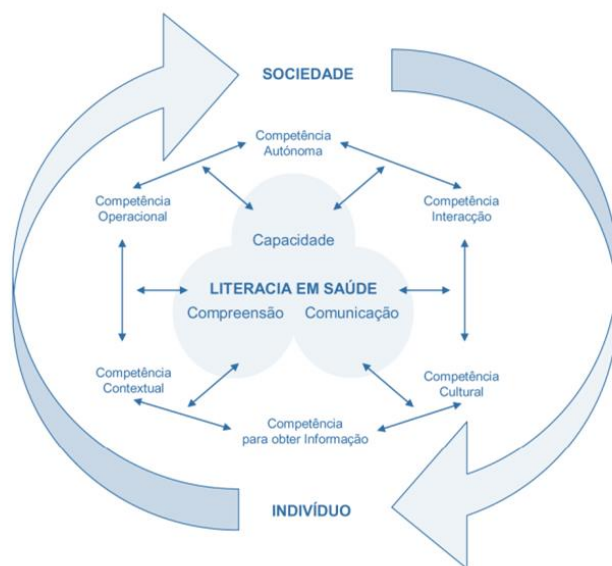 SOCIEDADE
Competência
Autónoma
Competência
Operacional
Competência
Interacção
Capacidade
LITERACIA EM SAÚDE
Compreensão
Comunicação
Competência
Contextual
Competência
Cultural
Competência
para obter Informação
INDIVÍDUO